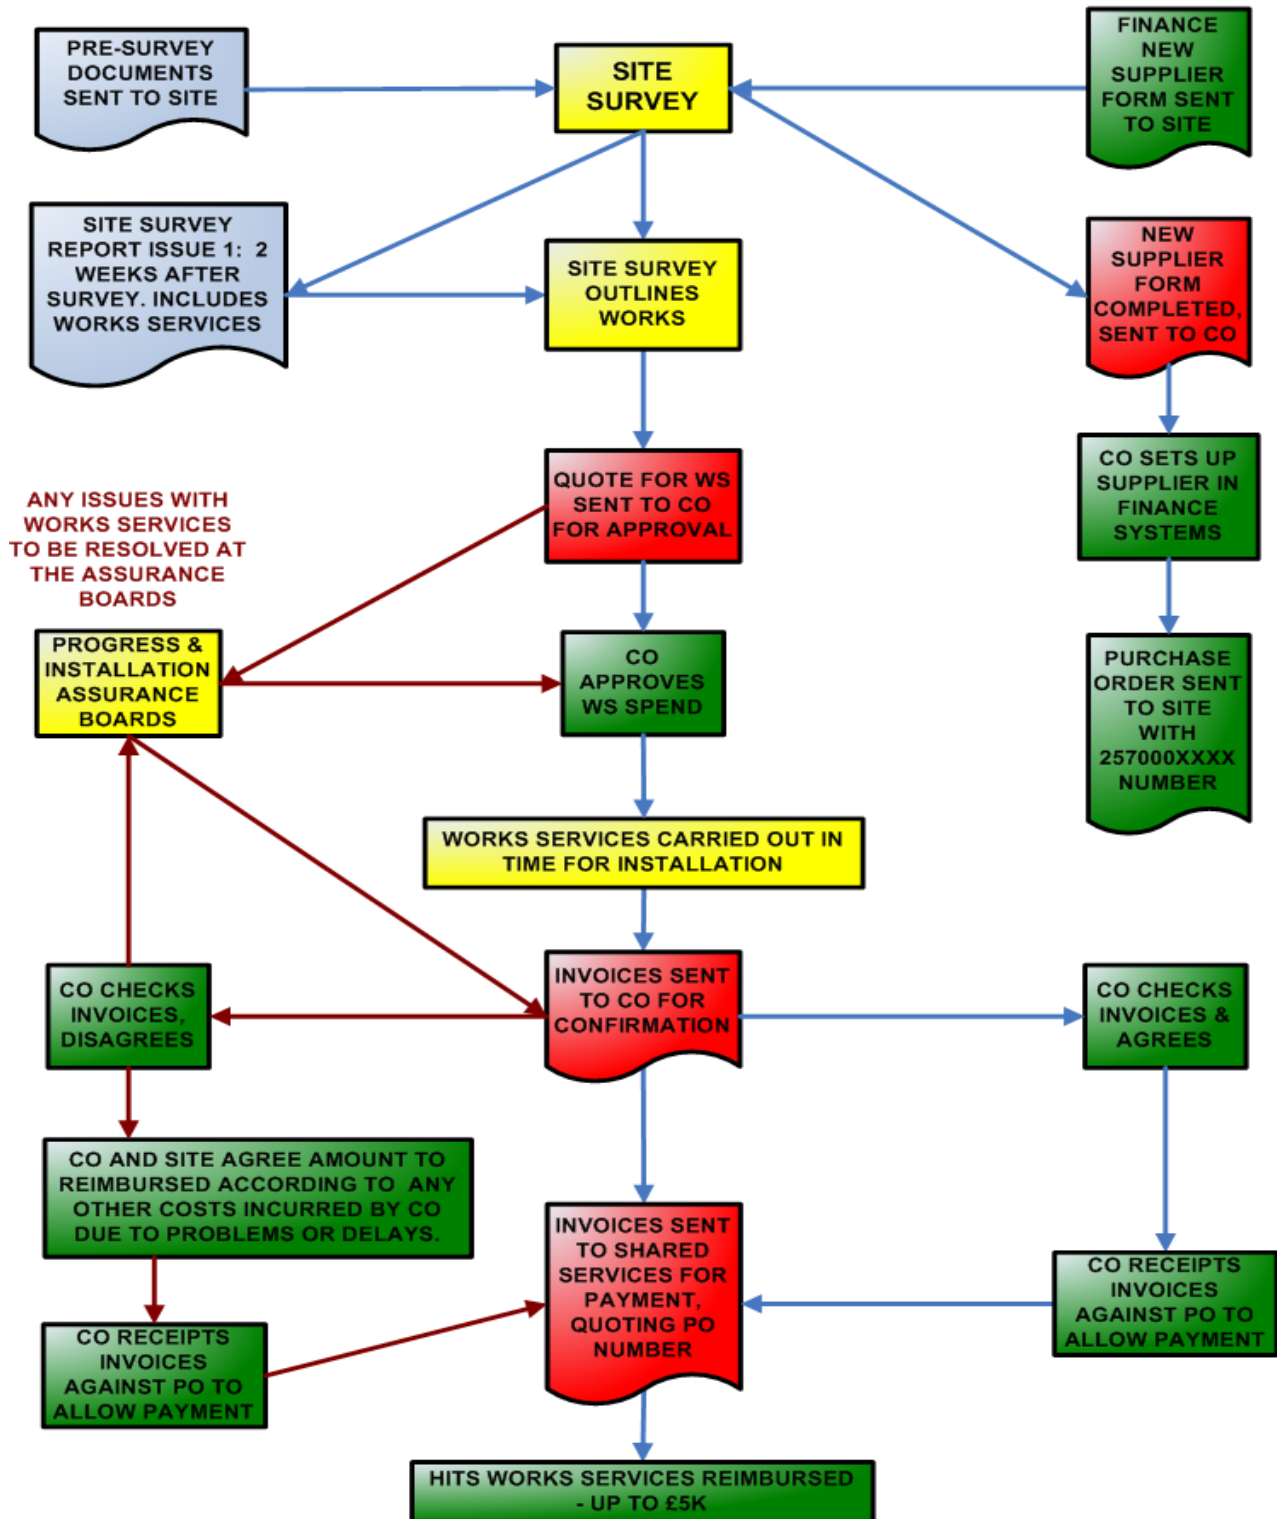 PRE-SURVEY
DOCUMENTS
SENT TO SITE
SITE
SURVEY
FINANCE
NEW
SUPPLIER
FORM SENT
TO SITE
SITE SURVEY
REPORT ISSUE 1: 2
WEEKS AFTER
SURVEY. INCLUDES
WORKS SERVICES
SITE SURVEY
OUTLINES
WORKS
NEW
SUPPLIER
FORM
COMPLETED,
SENT TO CO
QUOTE FOR WS
SENT TO CO
FOR APPROVAL
CO SETS UP
SUPPLIER IN
FINANCE
SYSTEMS
ANY ISSUES WITH
WORKS SERVICES
TO BE RESOLVED AT
THE ASSURANCE
BOARDS
PROGRESS &
INSTALLATION
ASSURANCE
BOARDS
CO
APPROVES
WS SPEND
PURCHASE
ORDER SENT
TO SITE
WITH
257000XXXX
NUMBER
WORKS SERVICES CARRIED OUT IN
TIME FOR INSTALLATION
CO CHECKS
INVOICES,
DISAGREES
INVOICES SENT
TO CO FOR
CONFIRMATION
CO CHECKS
INVOICES &
AGREES
CO AND SITE AGREE AMOUNT TO
REIMBURSED ACCORDING TO ANY
OTHER COSTS INCURRED BY CO
DUE TO PROBLEMS OR DELAYS.
INVOICES SENT
TO SHARED
SERVICES FOR
PAYMENT,
QUOTING PO
NUMBER
CO RECEIPTS
INVOICES
AGAINST PO TO
ALLOW PAYMENT
CO RECEIPTS
INVOICES
AGAINST PO TO
ALLOW PAYMENT
HITS WORKS SERVICES REIMBURSED
- UP TO £5K